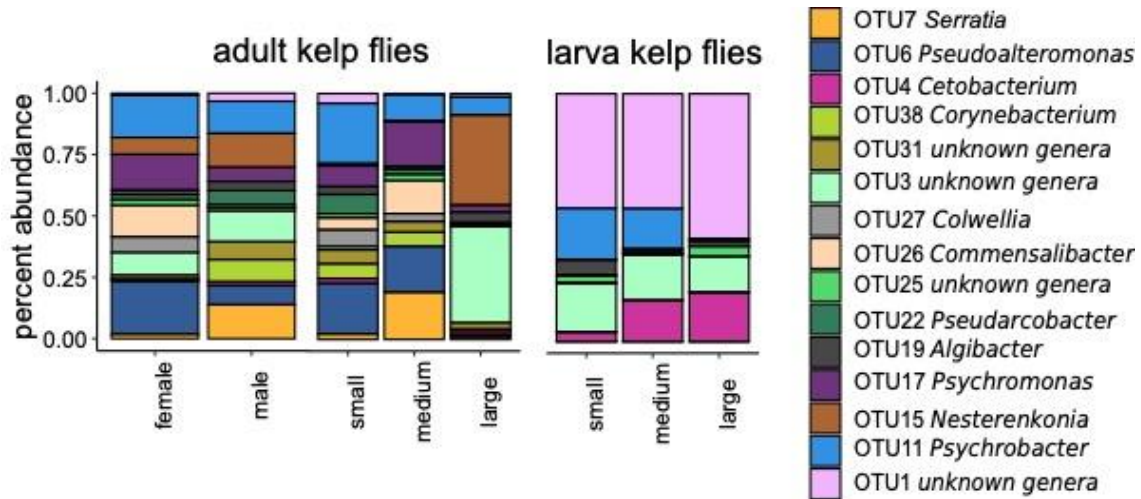 adult kelp flies
larva kelp flies
percent abundance
1.00
0.75
0.50
0.25
0.00
female
male
small
medium
large
small
medium
large
OTU7 Serratia
OTU6 Pseudoalteromonas
OTU4 Cetobacterium
OTU38 Corynebacterium
OTU31 unknown genera
OTU3 unknown genera
OTU27 Colwellia
OTU26 Commensalibacter
OTU25 unknown genera
OTU22 Pseudarcobacter
OTU19 Algibacter
OTU17 Psychromonas
OTU15 Nesterenkonia
OTU11 Psychrobacter
OTU1 unknown genera